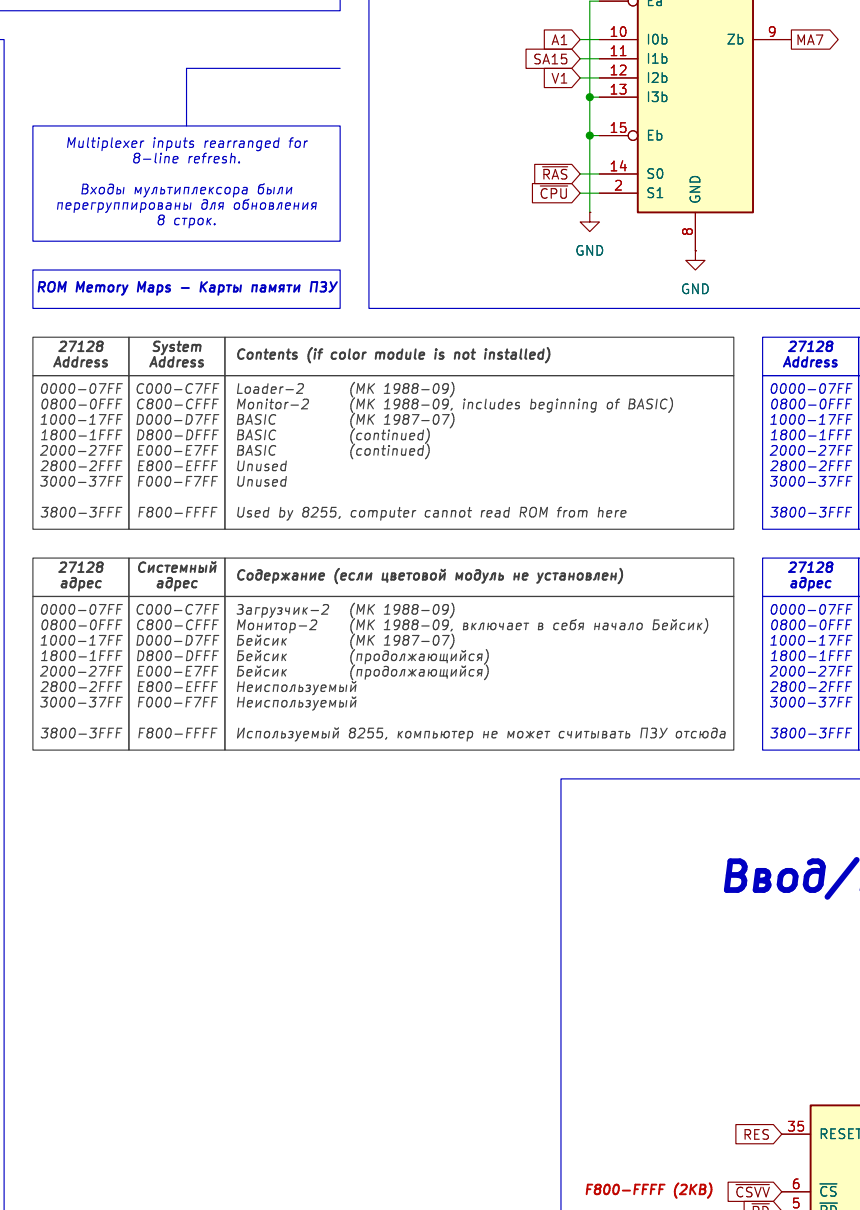 Ea
A1 10 I0b Zb 9 MA7
SA15 11 I1b
V1 12 I2b
13 I3b
15 Eb
RAS 14 S0
CPU 2 S1
GND
8
GND
GND
Multiplexer inputs rearranged for
8-line refresh.
Входы мультиплексора были
перегруппированы для обновления
8 строк.
ROM Memory Maps – Карты памяти ПЗУ
27128 Address System Address Contents (if color module is not installed)
0000-07FF C000-C7FF Loader-2 (MK 1988-09)
0800-0FFF C800-CFFF Monitor-2 (MK 1988-09, includes beginning of BASIC)
1000-17FF D000-D7FF BASIC (MK 1987-07)
1800-1FFF D800-DFFF BASIC (continued)
2000-27FF E000-E7FF BASIC (continued)
2800-2FFF E800-EFFF Unused
3000-37FF F000-F7FF Unused
3800-3FFF F800-FFFF Used by 8255, computer cannot read ROM from here
27128
Address
0000-07FF
0800-0FFF
1000-17FF
1800-1FFF
2000-27FF
2800-2FFF
3000-37FF
3800-3FFF
27128 адрес Системный адрес Содержание (если цветовой модуль не установлен)
0000-07FF C000-C7FF Загрузчик-2 (МК 1988-09)
0800-0FFF C800-CFFF Монитор-2 (МК 1988-09, включает в себя начало Бейсик)
1000-17FF D000-D7FF Бейсик (МК 1987-07)
1800-1FFF D800-DFFF Бейсик (продолжающийся)
2000-27FF E000-E7FF Бейсик (продолжающийся)
2800-2FFF E800-EFFF Неиспользуемый
3000-37FF F000-F7FF Неиспользуемый
3800-3FFF F800-FFFF Используемый 8255, компьютер не может считывать ПЗУ отсюда
27128
адрес
0000-07FF
0800-0FFF
1000-17FF
1800-1FFF
2000-27FF
2800-2FFF
3000-37FF
3800-3FFF
Ввод/
RES 35 RESET
F800-FFFF (2KB) CSVV 6 CS
RD 5 RD